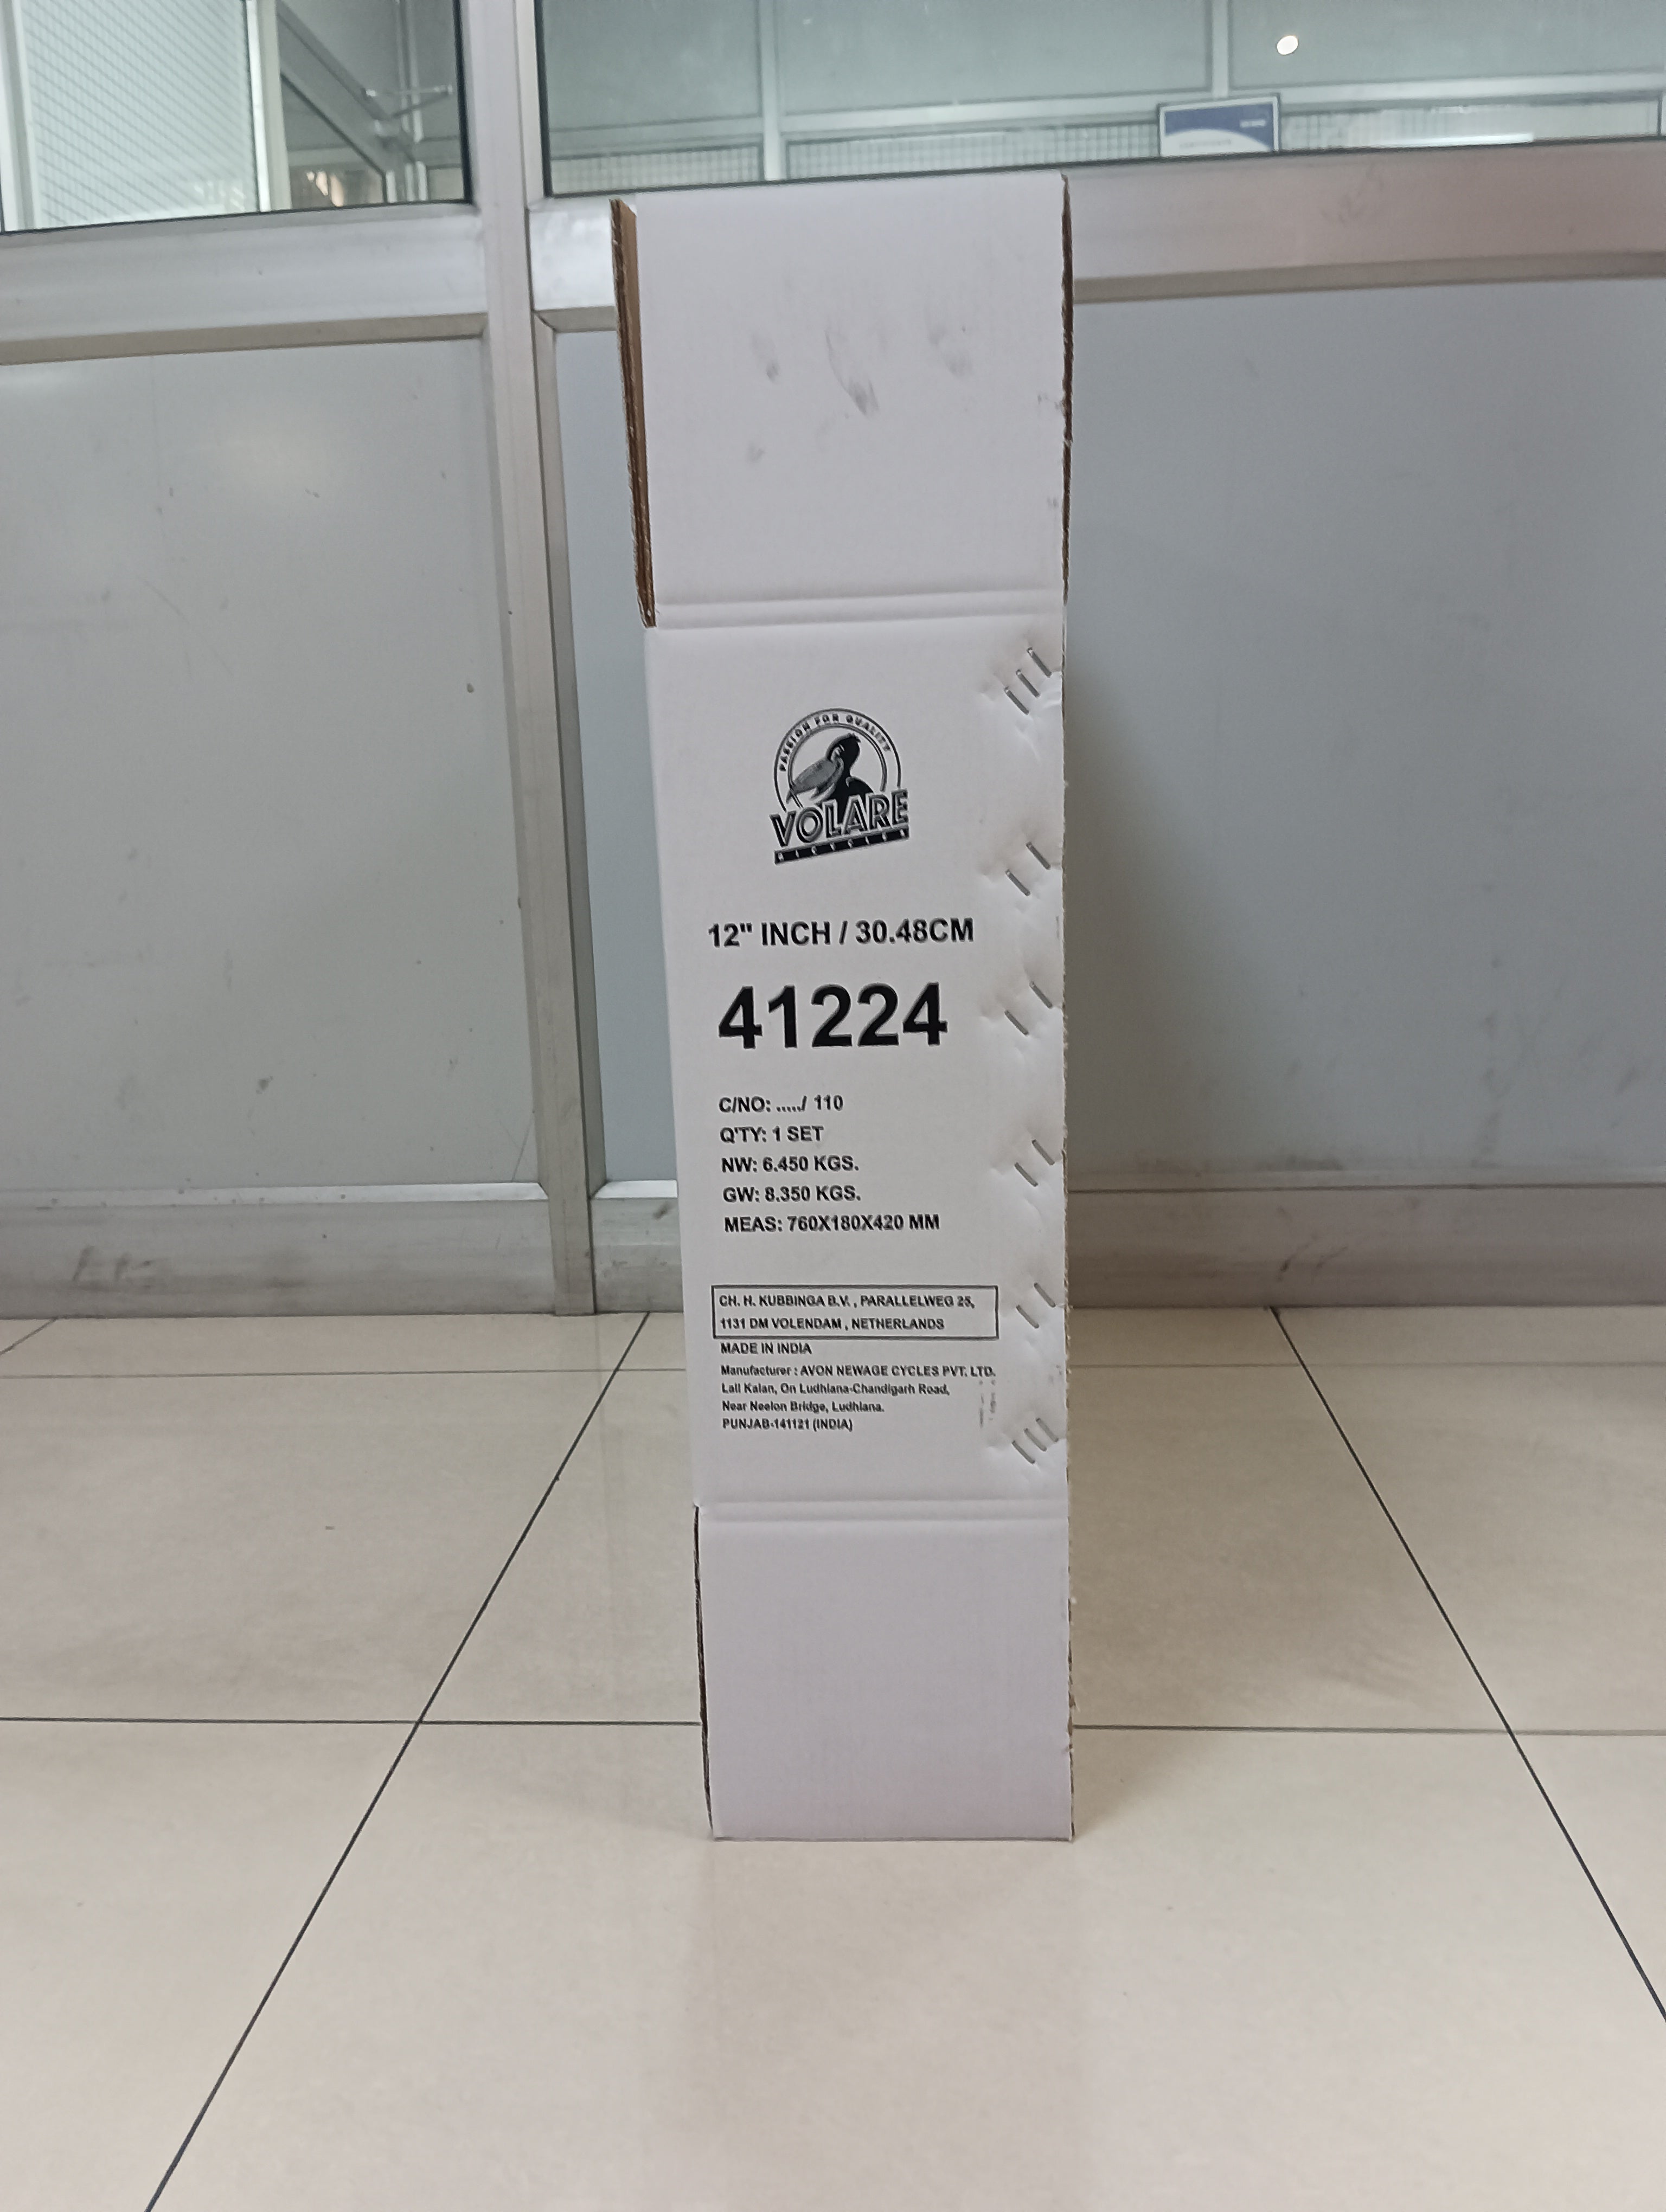 PASSION FOR QUALITY
VOLARE
BICYCLES
12" INCH / 30.48CM
41224
C/NO: ...../ 110
Q'TY: 1 SET
NW: 6.450 KGS.
GW: 8.350 KGS.
MEAS: 760X180X420 MM
CH. H. KUBBINGA B.V. , PARALLELWEG 25,
1131 DM VOLENDAM , NETHERLANDS
MADE IN INDIA
Manufacturer : AVON NEWAGE CYCLES PVT. LTD.
Lall Kalan, On Ludhiana-Chandigarh Road,
Near Neelon Bridge, Ludhiana.
PUNJAB-141121 (INDIA)